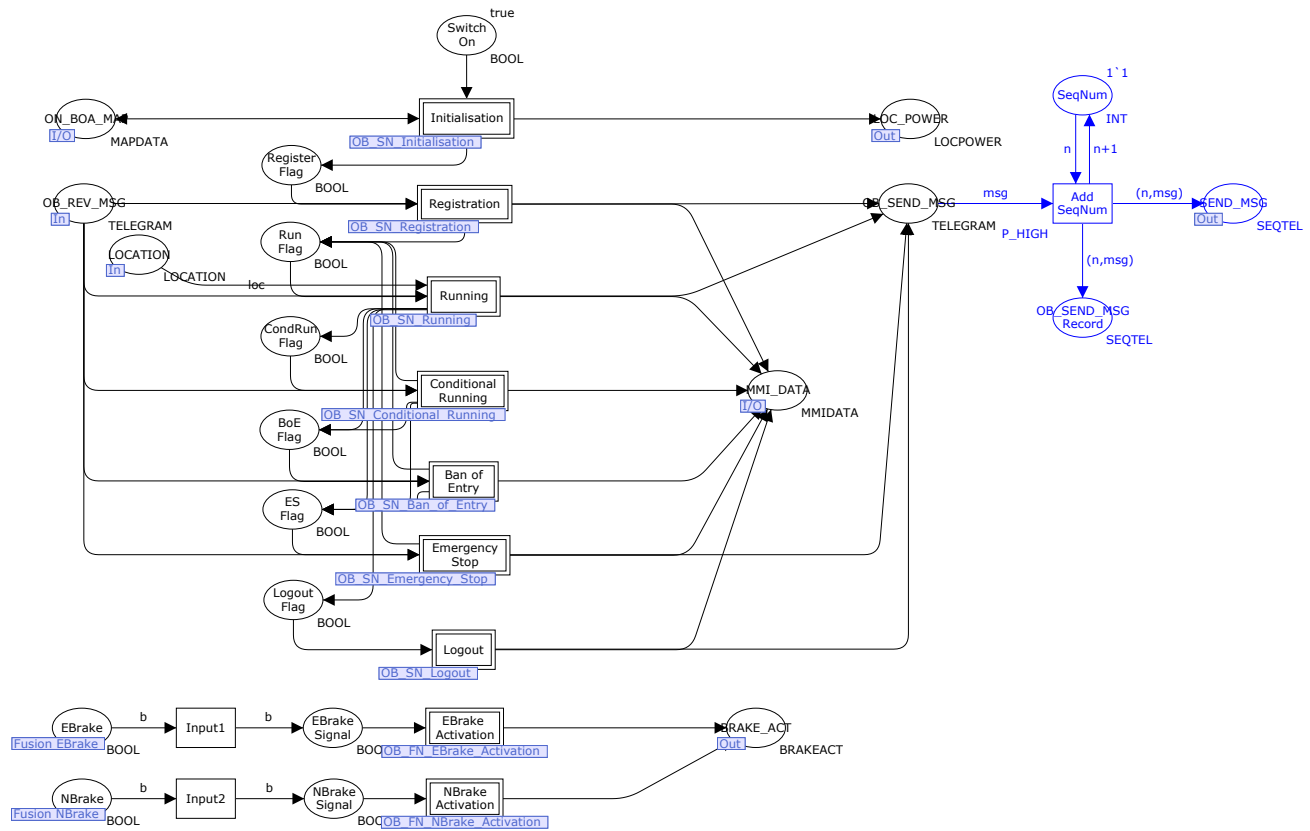 true
Switch
On
BOOL
1`1
SeqNum
INT
ON_BOA_MA
I/O
MAPDATA
Initialisation
OB_SN_Initialisation
LOC_POWER
Out
LOCPOWER
n
n+1
Register
Flag
BOOL
OB_REV_MSG
In
TELEGRAM
Registration
OB_SN_Registration
OB_SEND_MSG
TELEGRAM
msg
Add
SeqNum
P_HIGH
(n,msg)
SEND_MSG
Out
SEQTEL
LOCATION
In
LOCATION
loc
Run
Flag
BOOL
(n,msg)
Running
OB_SN_Running
OB_SEND_MSG
Record
SEQTEL
CondRun
Flag
BOOL
Conditional
Running
OB_SN_Conditional_Running
MMI_DATA
I/O
MMIDATA
BoE
Flag
BOOL
Ban of
Entry
OB_SN_Ban_of_Entry
ES
Flag
BOOL
Emergency
Stop
OB_SN_Emergency_Stop
Logout
Flag
BOOL
Logout
OB_SN_Logout
EBrake
Fusion EBrake
BOOL
b
Input1
b
EBrake
Signal
BOOL
EBrake
Activation
OB_FN_EBrake_Activation
BRAKE_ACT
Out
BRAKEACT
NBrake
Fusion NBrake
BOOL
b
Input2
b
NBrake
Signal
BOOL
NBrake
Activation
OB_FN_NBrake_Activation